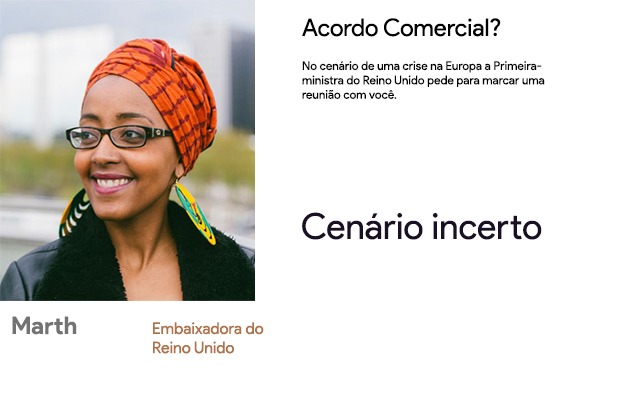 Acordo Comercial?
No cenário de uma crise na Europa a Primeira-
ministra do Reino Unido pede para marcar uma
reunião com você.
Cenário incerto
Marth
Embaixadora do
Reino Unido